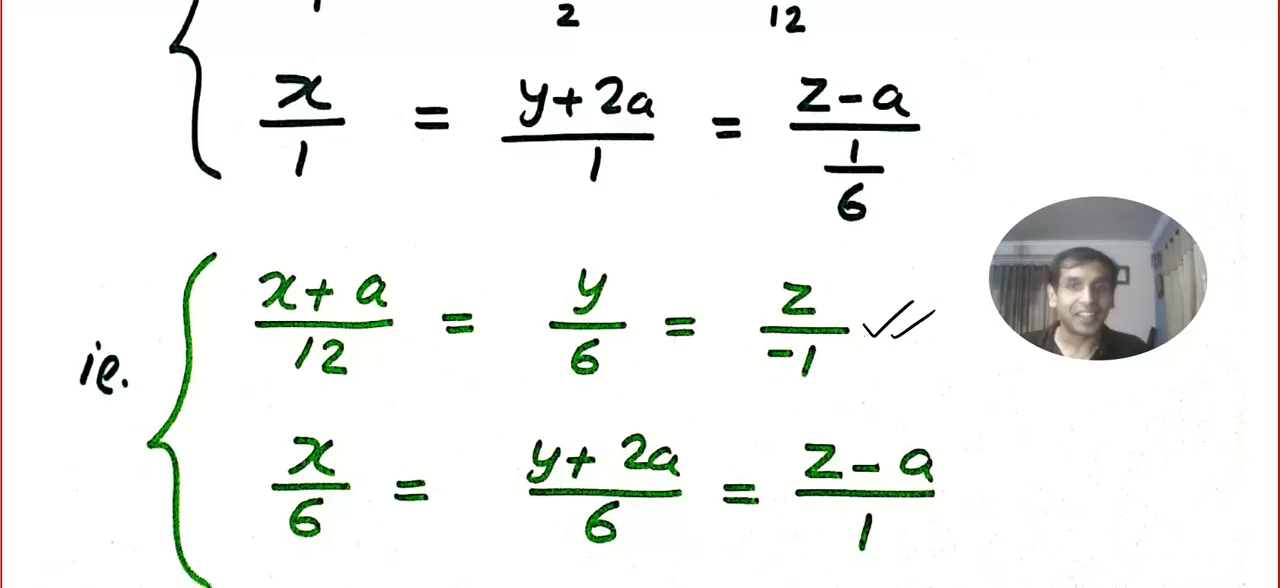 2 12
x/1 = (y+2a)/1 = (z-a)/(1/6)
ie.
(x+a)/12 = y/6 = z/-1 ✓✓
x/6 = (y+2a)/6 = (z-a)/1